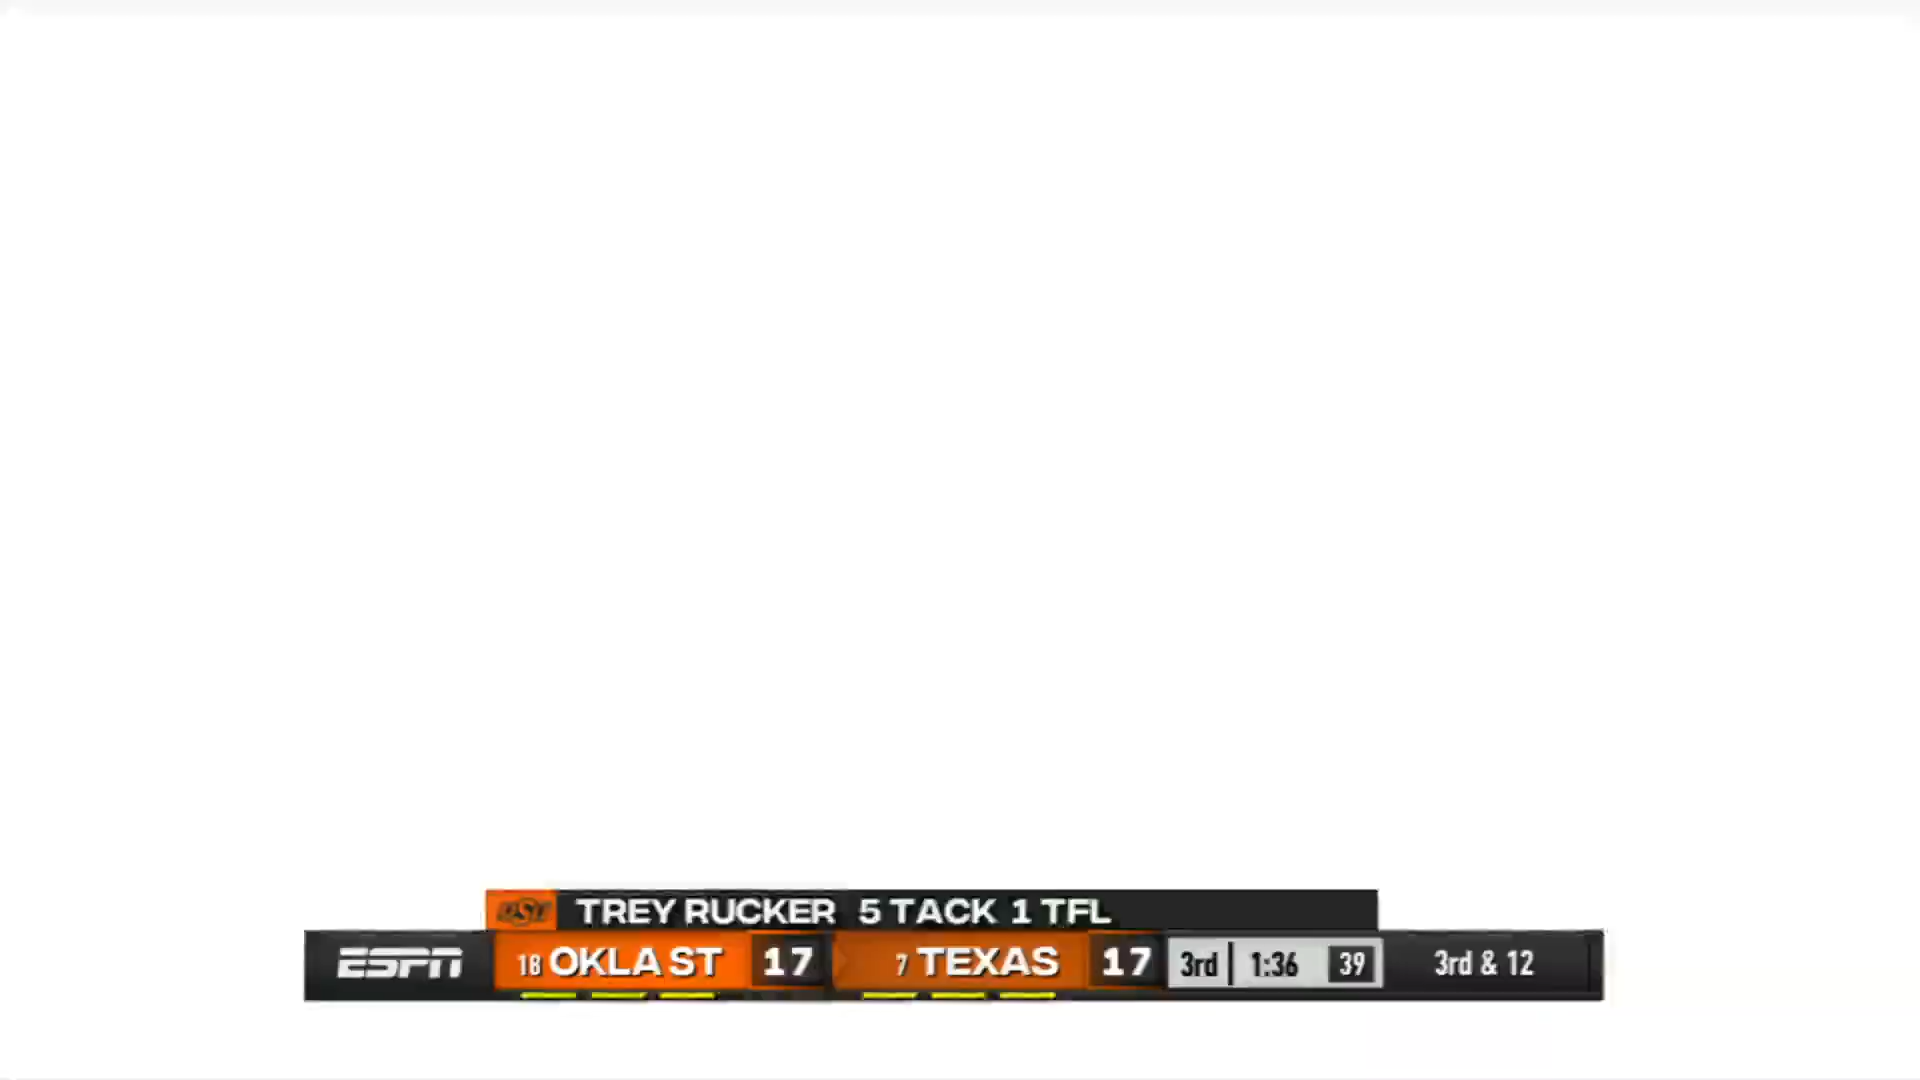 OSU TREY RUCKER 5 TACK 1 TFL
ESPN 18 OKLA ST 17 7 TEXAS 17 3rd 1:36 39 3rd & 12